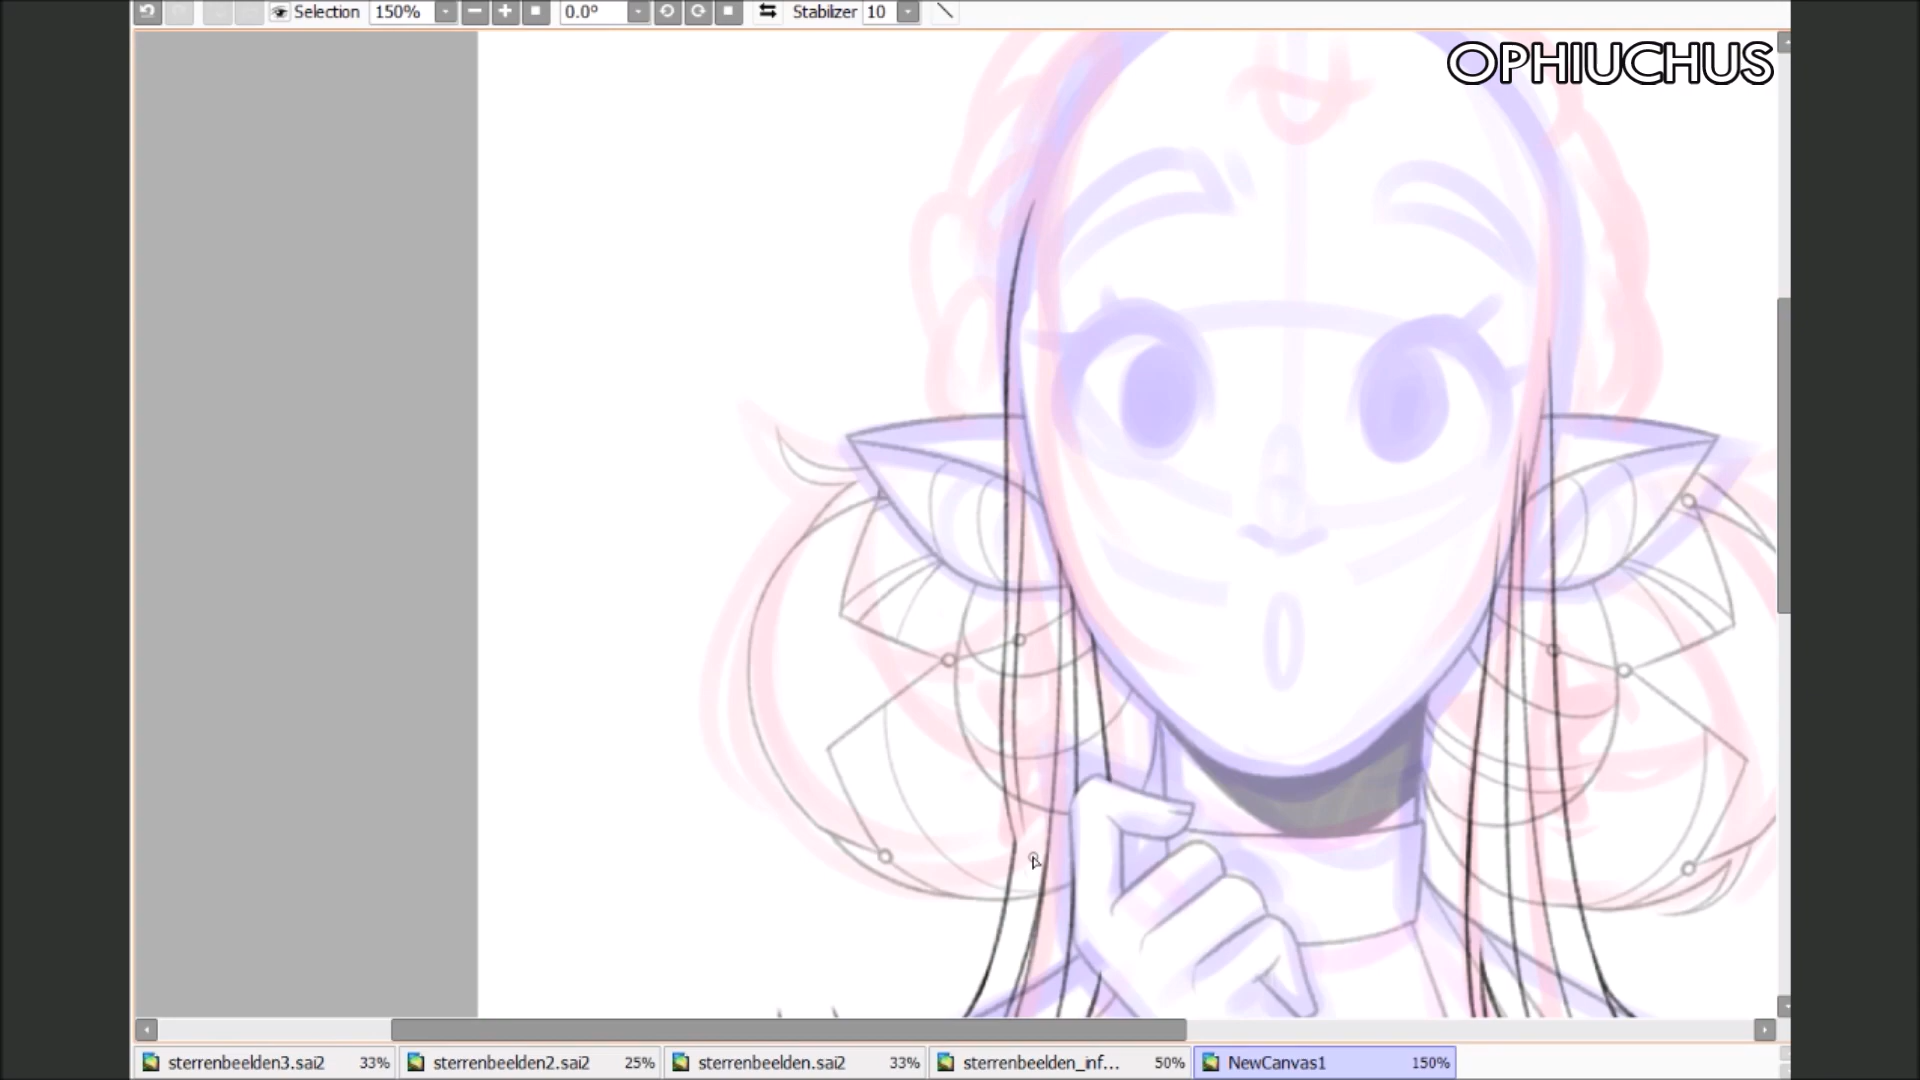 Selection 150% 0.0° Stabilizer 10
OPHIUCHUS
sterrenbeelden3.sai2 33% sterrenbeelden2.sai2 25% sterrenbeelden.sai2 33% sterrenbeelden_inf... 50% NewCanvas1 150%